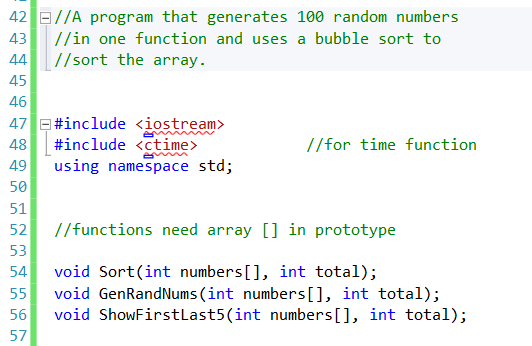 42 //A program that generates 100 random numbers
43 //in one function and uses a bubble sort to
44 //sort the array.
45
46
47 #include <iostream>
48 #include <ctime> //for time function
49 using namespace std;
50
51
52 //functions need array [] in prototype
53
54 void Sort(int numbers[], int total);
55 void GenRandNums(int numbers[], int total);
56 void ShowFirstLast5(int numbers[], int total);
57